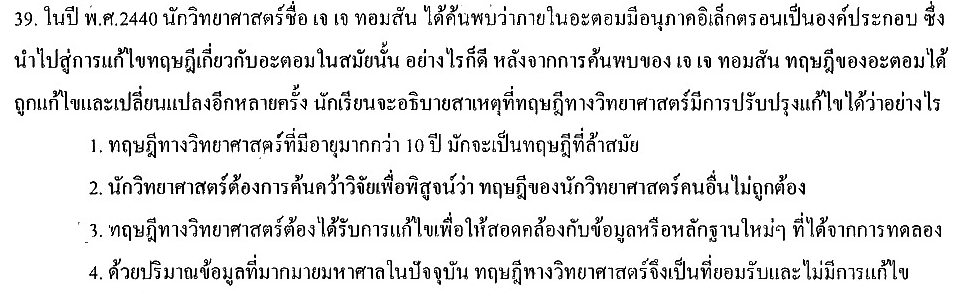 39. ในปี พ.ศ.2440 นักวิทยาศาสตร์ชื่อ เจ เจ ทอมสัน ได้ค้นพบว่าภายในอะตอมมีอนุภาคอิเล็กตรอนเป็นองค์ประกอบ ซึ่ง
นำไปสู่การแก้ไขทฤษฎีเกี่ยวกับอะตอมในสมัยนั้น อย่างไรก็ดี หลังจากการค้นพบของ เจ เจ ทอมสัน ทฤษฎีของอะตอมได้
ถูกแก้ไขและเปลี่ยนแปลงอีกหลายครั้ง นักเรียนจะอธิบายสาเหตุที่ทฤษฎีทางวิทยาศาสตร์มีการปรับปรุงแก้ไขได้ว่าอย่างไร
1. ทฤษฎีทางวิทยาศาสตร์ที่มีอายุมากกว่า 10 ปี มักจะเป็นทฤษฎีที่ล้าสมัย
2. นักวิทยาศาสตร์ต้องการค้นคว้าวิจัยเพื่อพิสูจน์ว่า ทฤษฎีของนักวิทยาศาสตร์คนอื่นไม่ถูกต้อง
3. ทฤษฎีทางวิทยาศาสตร์ต้องได้รับการแก้ไขเพื่อให้สอดคล้องกับข้อมูลหรือหลักฐานใหม่ๆ ที่ได้จากการทดลอง
4. ด้วยปริมาณข้อมูลที่มากมายมหาศาลในปัจจุบัน ทฤษฎีทางวิทยาศาสตร์จึงเป็นที่ยอมรับและไม่มีการแก้ไข